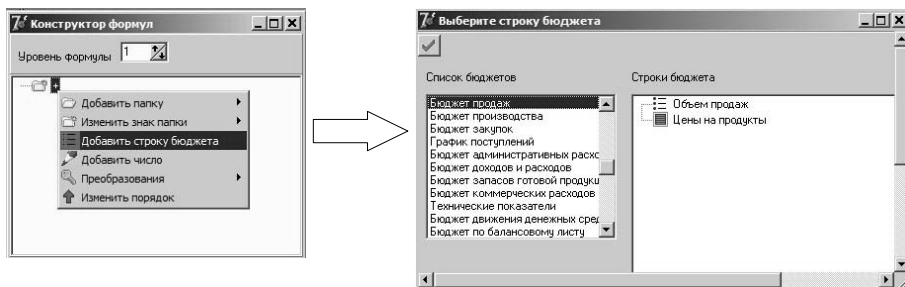 Конструктор формул
Уровень формулы 1
+
Добавить папку
Изменить знак папки
Добавить строку бюджета
Добавить число
Преобразования
Изменить порядок
Выберите строку бюджета
Список бюджетов
Бюджет продаж
Бюджет производства
Бюджет закупок
График поступлений
Бюджет административных расхс
Бюджет доходов и расходов
Бюджет запасов готовой продукц
Бюджет коммерческих расходов
Технические показатели
Бюджет движения денежных сред
Бюджет по балансовому листу
Строки бюджета
Объем продаж
Цены на продукты